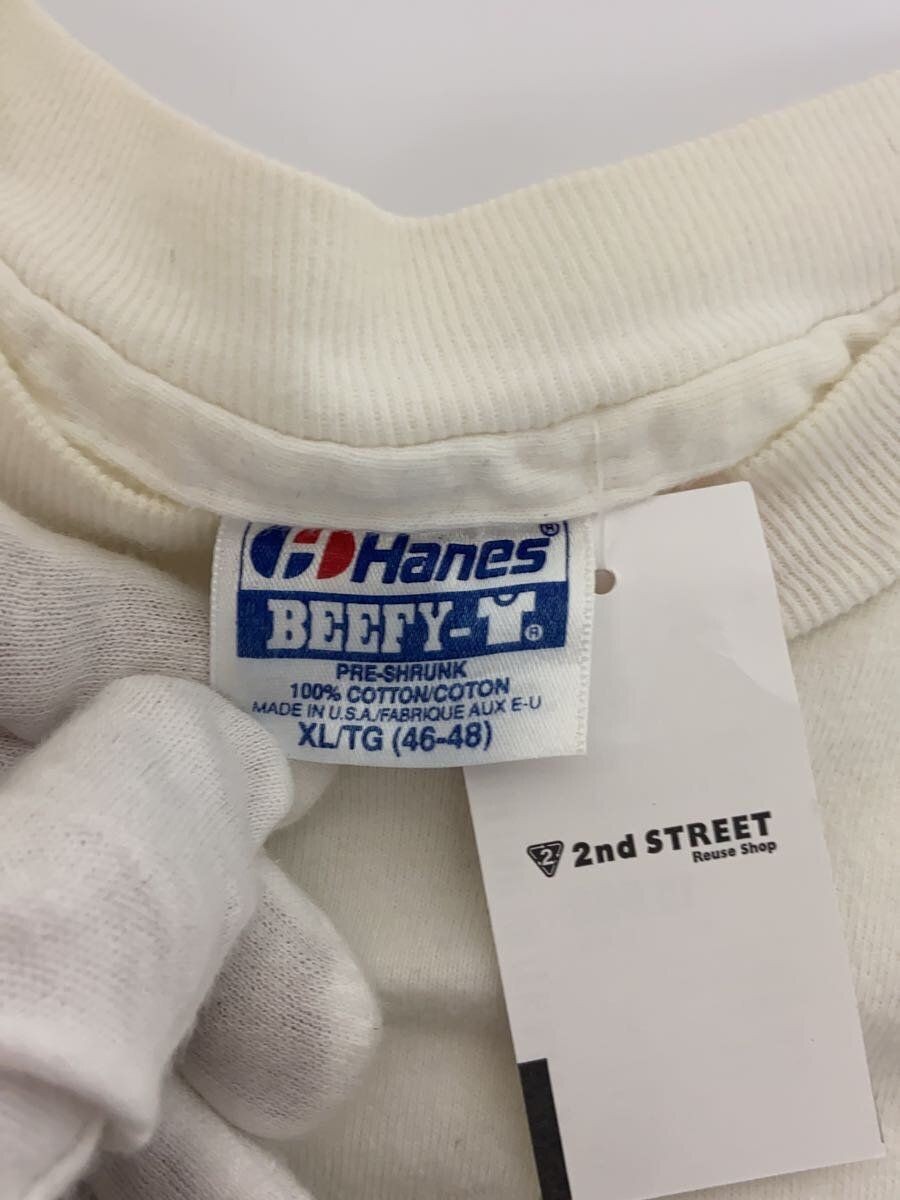 Hanes®
BEEFY-T®
PRE-SHRUNK
100% COTTON/COTON
MADE IN U.S.A./FABRIQUE AUX E-U
XL/TG (46-48)
2 2nd STREET
Reuse Shop